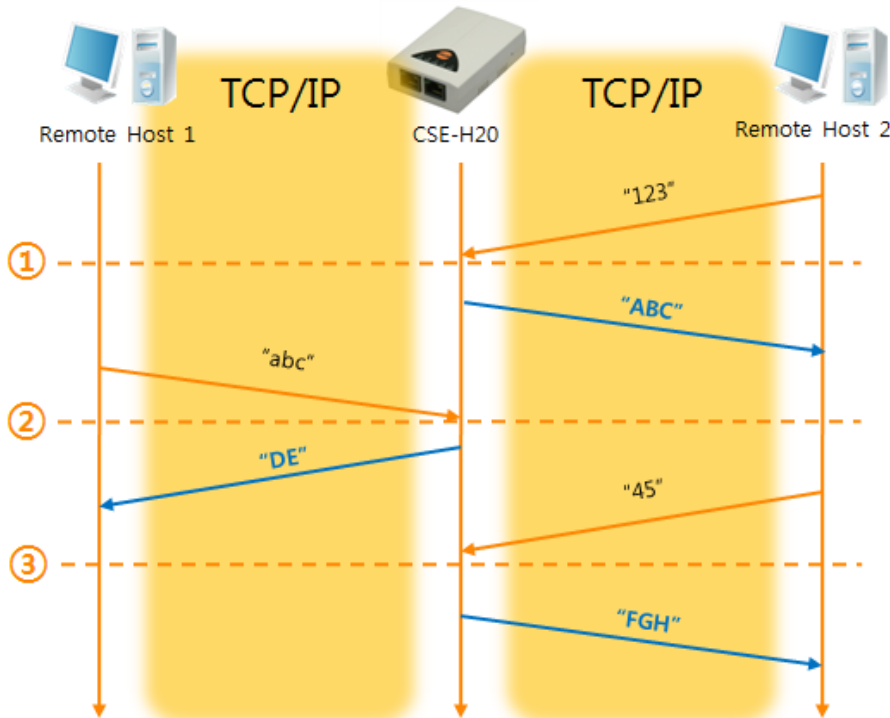 TCP/IP
TCP/IP
Remote Host 1
CSE-H20
Remote Host 2
"123"
①
"ABC"
"abc"
②
"DE"
"45"
③
"FGH"